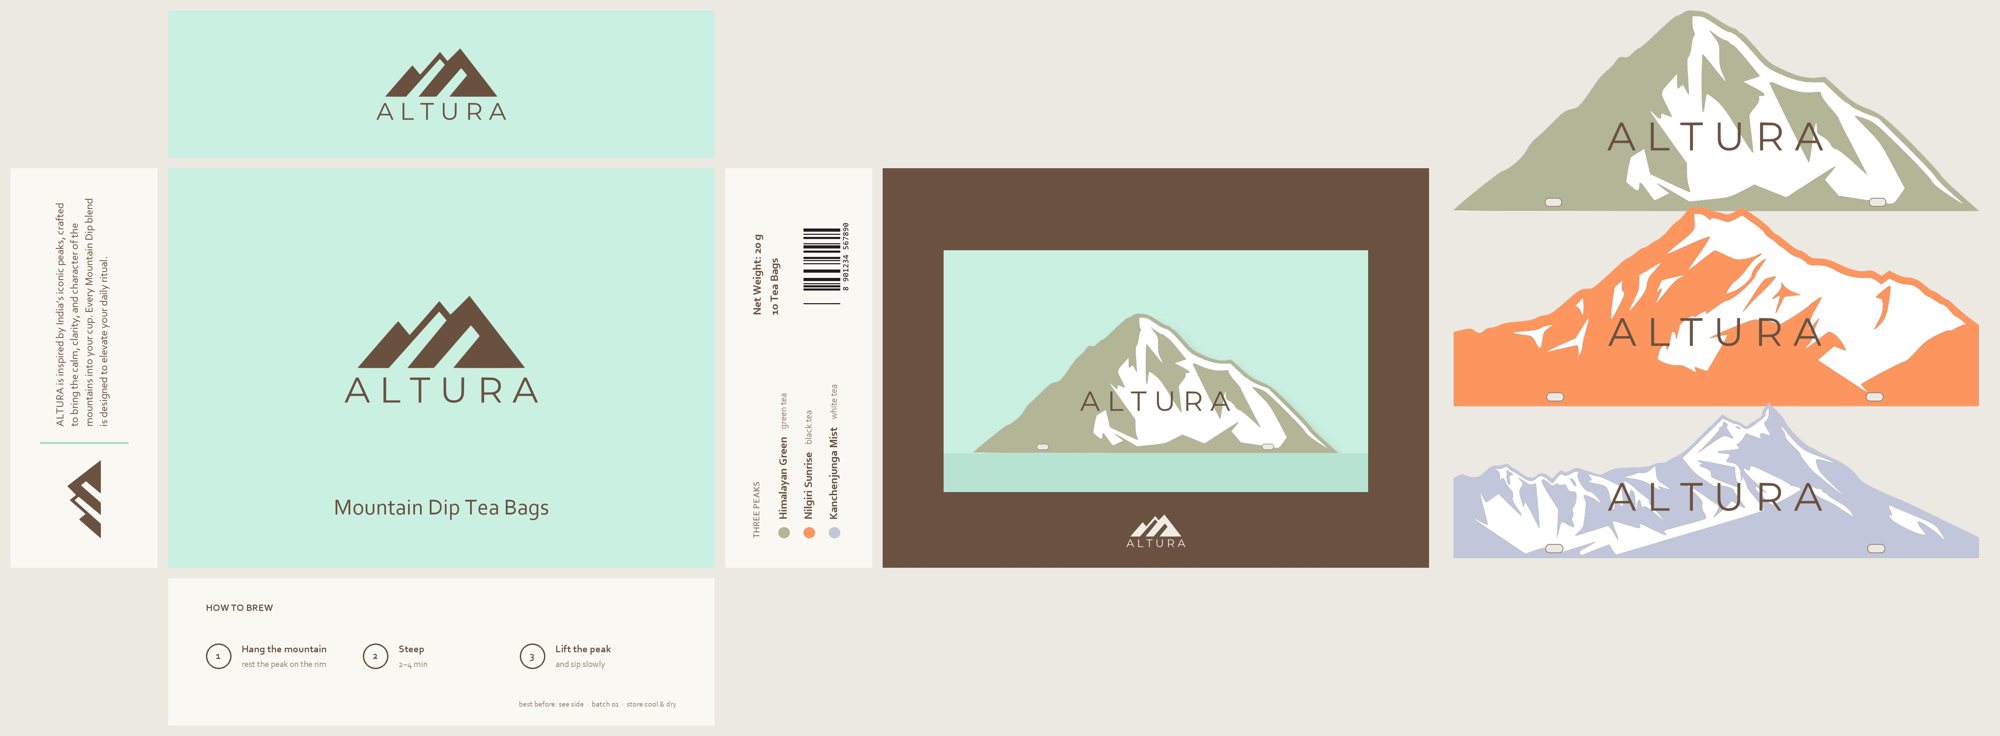 ALTURA
ALTURA is inspired by India's iconic peaks, crafted
to bring the calm, clarity, and character of the
mountains into your cup. Every Mountain Dip blend
is designed to elevate your daily ritual.
ALTURA
Mountain Dip Tea Bags
Net Weight: 20 g
10 Tea Bags
8 901234 567890
THREE PEAKS
Himalayan Green green tea
Nilgiri Sunrise black tea
Kanchenjunga Mist white tea
ALTURA
ALTURA
ALTURA
ALTURA
ALTURA
HOW TO BREW
1 Hang the mountain
rest the peak on the rim
2 Steep
2–4 min
3 Lift the peak
and sip slowly
best before: see side · batch 01 · store cool & dry